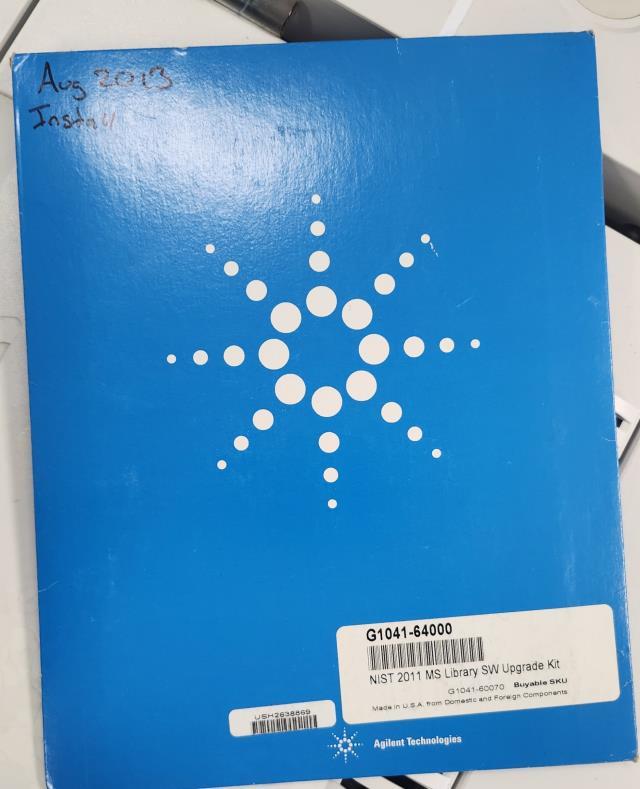 Aug 2013
Install
G1041-64000
NIST 2011 MS Library SW Upgrade Kit
G1041-60070 Buyable SKU
Made in U.S.A. from Domestic and Foreign Components
USH2638869
Agilent Technologies